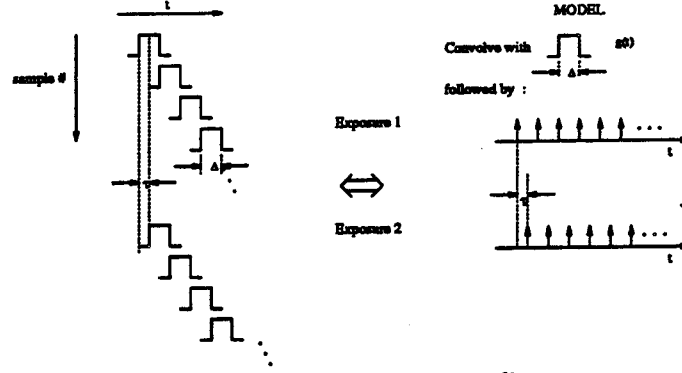 t
MODEL
Convolve with
g(t)
sample #
Δ
followed by :
Exposure 1
. . .
t
Δ
τ
τ
Exposure 2
. . .
t